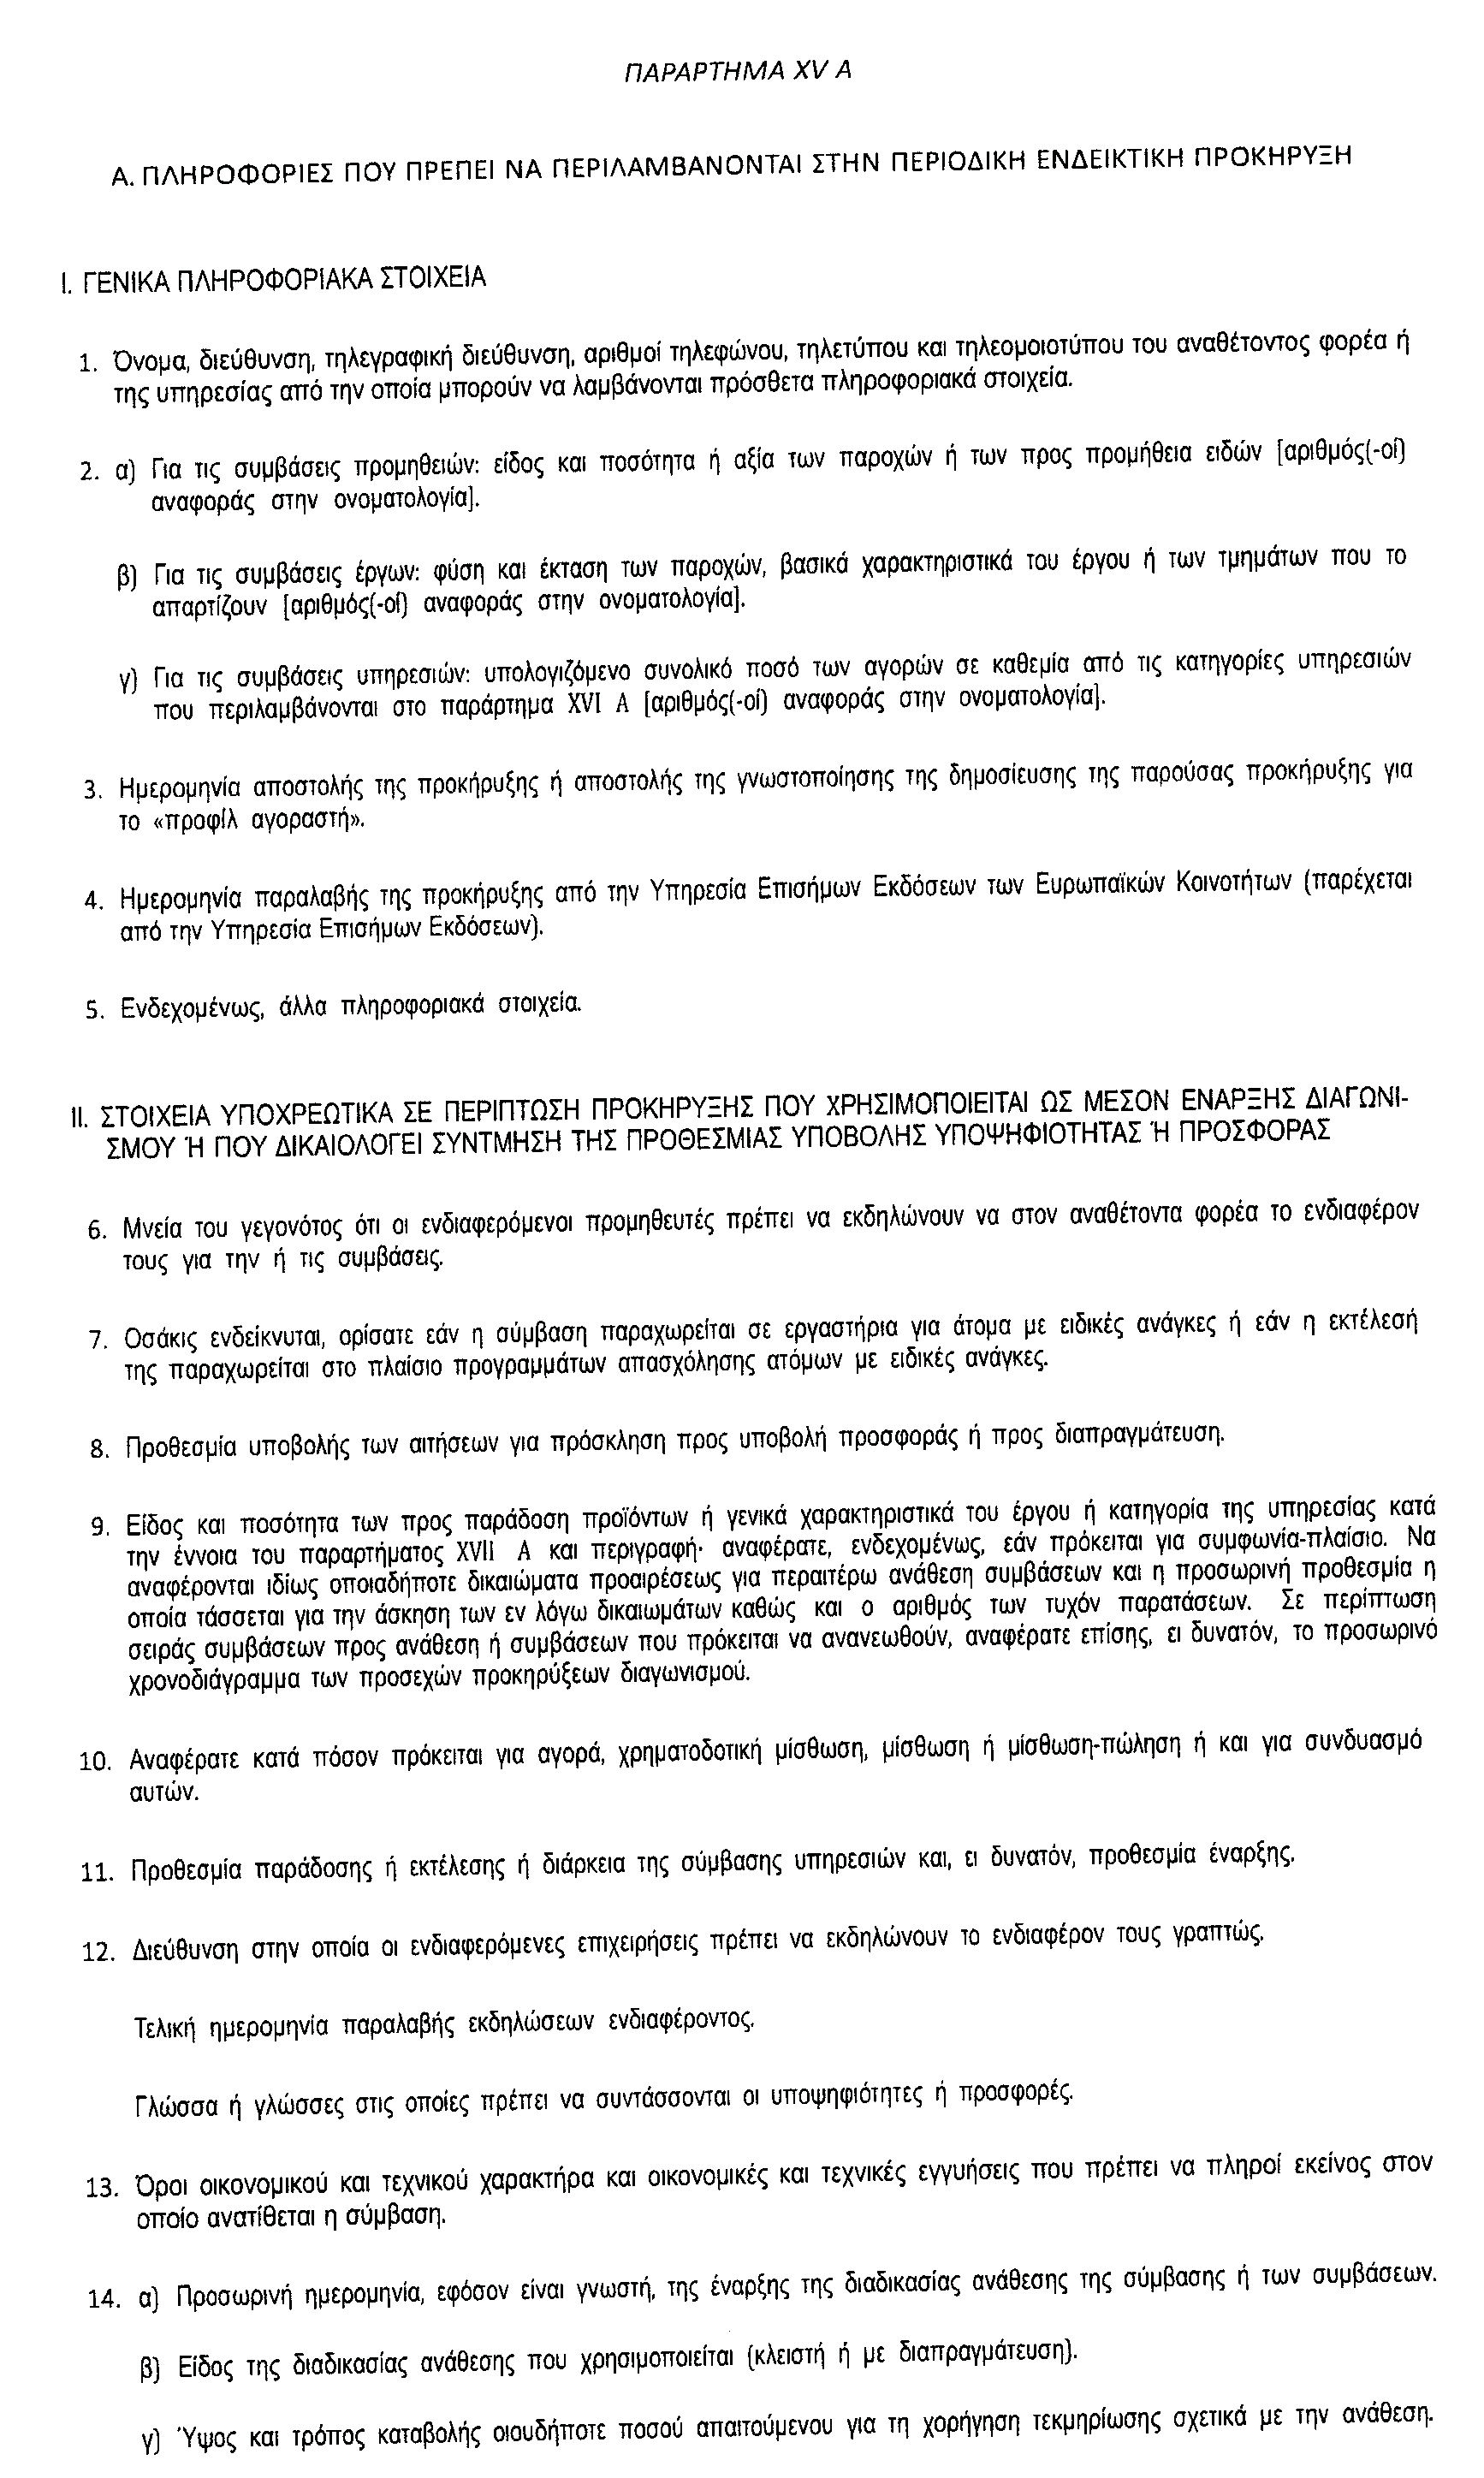 ΠΑΡΑΡΤΗΜΑ XV Α
Α. ΠΛΗΡΟΦΟΡΙΕΣ ΠΟΥ ΠΡΕΠΕΙ ΝΑ ΠΕΡΙΛΑΜΒΑΝΟΝΤΑΙ ΣΤΗΝ ΠΕΡΙΟΔΙΚΗ ΕΝΔΕΙΚΤΙΚΗ ΠΡΟΚΗΡΥΞΗ
I. ΓΕΝΙΚΑ ΠΛΗΡΟΦΟΡΙΑΚΑ ΣΤΟΙΧΕΙΑ
1. Όνομα, διεύθυνση, τηλεγραφική διεύθυνση, αριθμοί τηλεφώνου, τηλετύπου και τηλεομοιοτύπου του αναθέτοντος φορέα ή
της υπηρεσίας από την οποία μπορούν να λαμβάνονται πρόσθετα πληροφοριακά στοιχεία.
2. α) Για τις συμβάσεις προμηθειών: είδος και ποσότητα ή αξία των παροχών ή των προς προμήθεια ειδών [αριθμός(-οί)
αναφοράς στην ονοματολογία].
β) Για τις συμβάσεις έργων: φύση και έκταση των παροχών, βασικά χαρακτηριστικά του έργου ή των τμημάτων που το
απαρτίζουν [αριθμός(-οί) αναφοράς στην ονοματολογία].
γ) Για τις συμβάσεις υπηρεσιών: υπολογιζόμενο συνολικό ποσό των αγορών σε καθεμία από τις κατηγορίες υπηρεσιών
που περιλαμβάνονται στο παράρτημα XVI Α [αριθμός(-οί) αναφοράς στην ονοματολογία].
3. Ημερομηνία αποστολής της προκήρυξης ή αποστολής της γνωστοποίησης της δημοσίευσης της παρούσας προκήρυξης για
το «προφίλ αγοραστή».
4. Ημερομηνία παραλαβής της προκήρυξης από την Υπηρεσία Επισήμων Εκδόσεων των Ευρωπαϊκών Κοινοτήτων (παρέχεται
από την Υπηρεσία Επισήμων Εκδόσεων).
5. Ενδεχομένως, άλλα πληροφοριακά στοιχεία.
II. ΣΤΟΙΧΕΙΑ ΥΠΟΧΡΕΩΤΙΚΑ ΣΕ ΠΕΡΙΠΤΩΣΗ ΠΡΟΚΗΡΥΞΗΣ ΠΟΥ ΧΡΗΣΙΜΟΠΟΙΕΙΤΑΙ ΩΣ ΜΕΣΟΝ ΕΝΑΡΞΗΣ ΔΙΑΓΩΝΙ-
ΣΜΟΥ Ή ΠΟΥ ΔΙΚΑΙΟΛΟΓΕΙ ΣΥΝΤΜΗΣΗ ΤΗΣ ΠΡΟΘΕΣΜΙΑΣ ΥΠΟΒΟΛΗΣ ΥΠΟΨΗΦΙΟΤΗΤΑΣ Ή ΠΡΟΣΦΟΡΑΣ
6. Μνεία του γεγονότος ότι οι ενδιαφερόμενοι προμηθευτές πρέπει να εκδηλώνουν να στον αναθέτοντα φορέα το ενδιαφέρον
τους για την ή τις συμβάσεις.
7. Οσάκις ενδείκνυται, ορίσατε εάν η σύμβαση παραχωρείται σε εργαστήρια για άτομα με ειδικές ανάγκες ή εάν η εκτέλεσή
της παραχωρείται στο πλαίσιο προγραμμάτων απασχόλησης ατόμων με ειδικές ανάγκες.
8. Προθεσμία υποβολής των αιτήσεων για πρόσκληση προς υποβολή προσφοράς ή προς διαπραγμάτευση.
9. Είδος και ποσότητα των προς παράδοση προϊόντων ή γενικά χαρακτηριστικά του έργου ή κατηγορία της υπηρεσίας κατά
την έννοια του παραρτήματος XVII Α και περιγραφή· αναφέρατε, ενδεχομένως, εάν πρόκειται για συμφωνία-πλαίσιο. Να
αναφέρονται ιδίως οποιαδήποτε δικαιώματα προαιρέσεως για περαιτέρω ανάθεση συμβάσεων και η προσωρινή προθεσμία η
οποία τάσσεται για την άσκηση των εν λόγω δικαιωμάτων καθώς και ο αριθμός των τυχόν παρατάσεων. Σε περίπτωση
σειράς συμβάσεων προς ανάθεση ή συμβάσεων που πρόκειται να ανανεωθούν, αναφέρατε επίσης, ει δυνατόν, το προσωρινό
χρονοδιάγραμμα των προσεχών προκηρύξεων διαγωνισμού.
10. Αναφέρατε κατά πόσον πρόκειται για αγορά, χρηματοδοτική μίσθωση, μίσθωση ή μίσθωση-πώληση ή και για συνδυασμό
αυτών.
11. Προθεσμία παράδοσης ή εκτέλεσης ή διάρκεια της σύμβασης υπηρεσιών και, ει δυνατόν, προθεσμία έναρξης.
12. Διεύθυνση στην οποία οι ενδιαφερόμενες επιχειρήσεις πρέπει να εκδηλώνουν το ενδιαφέρον τους γραπτώς.
Τελική ημερομηνία παραλαβής εκδηλώσεων ενδιαφέροντος.
Γλώσσα ή γλώσσες στις οποίες πρέπει να συντάσσονται οι υποψηφιότητες ή προσφορές.
13. Όροι οικονομικού και τεχνικού χαρακτήρα και οικονομικές και τεχνικές εγγυήσεις που πρέπει να πληροί εκείνος στον
οποίο ανατίθεται η σύμβαση.
14. α) Προσωρινή ημερομηνία, εφόσον είναι γνωστή, της έναρξης της διαδικασίας ανάθεσης της σύμβασης ή των συμβάσεων.
β) Είδος της διαδικασίας ανάθεσης που χρησιμοποιείται (κλειστή ή με διαπραγμάτευση).
γ) Ύψος και τρόπος καταβολής οιουδήποτε ποσού απαιτούμενου για τη χορήγηση τεκμηρίωσης σχετικά με την ανάθεση.